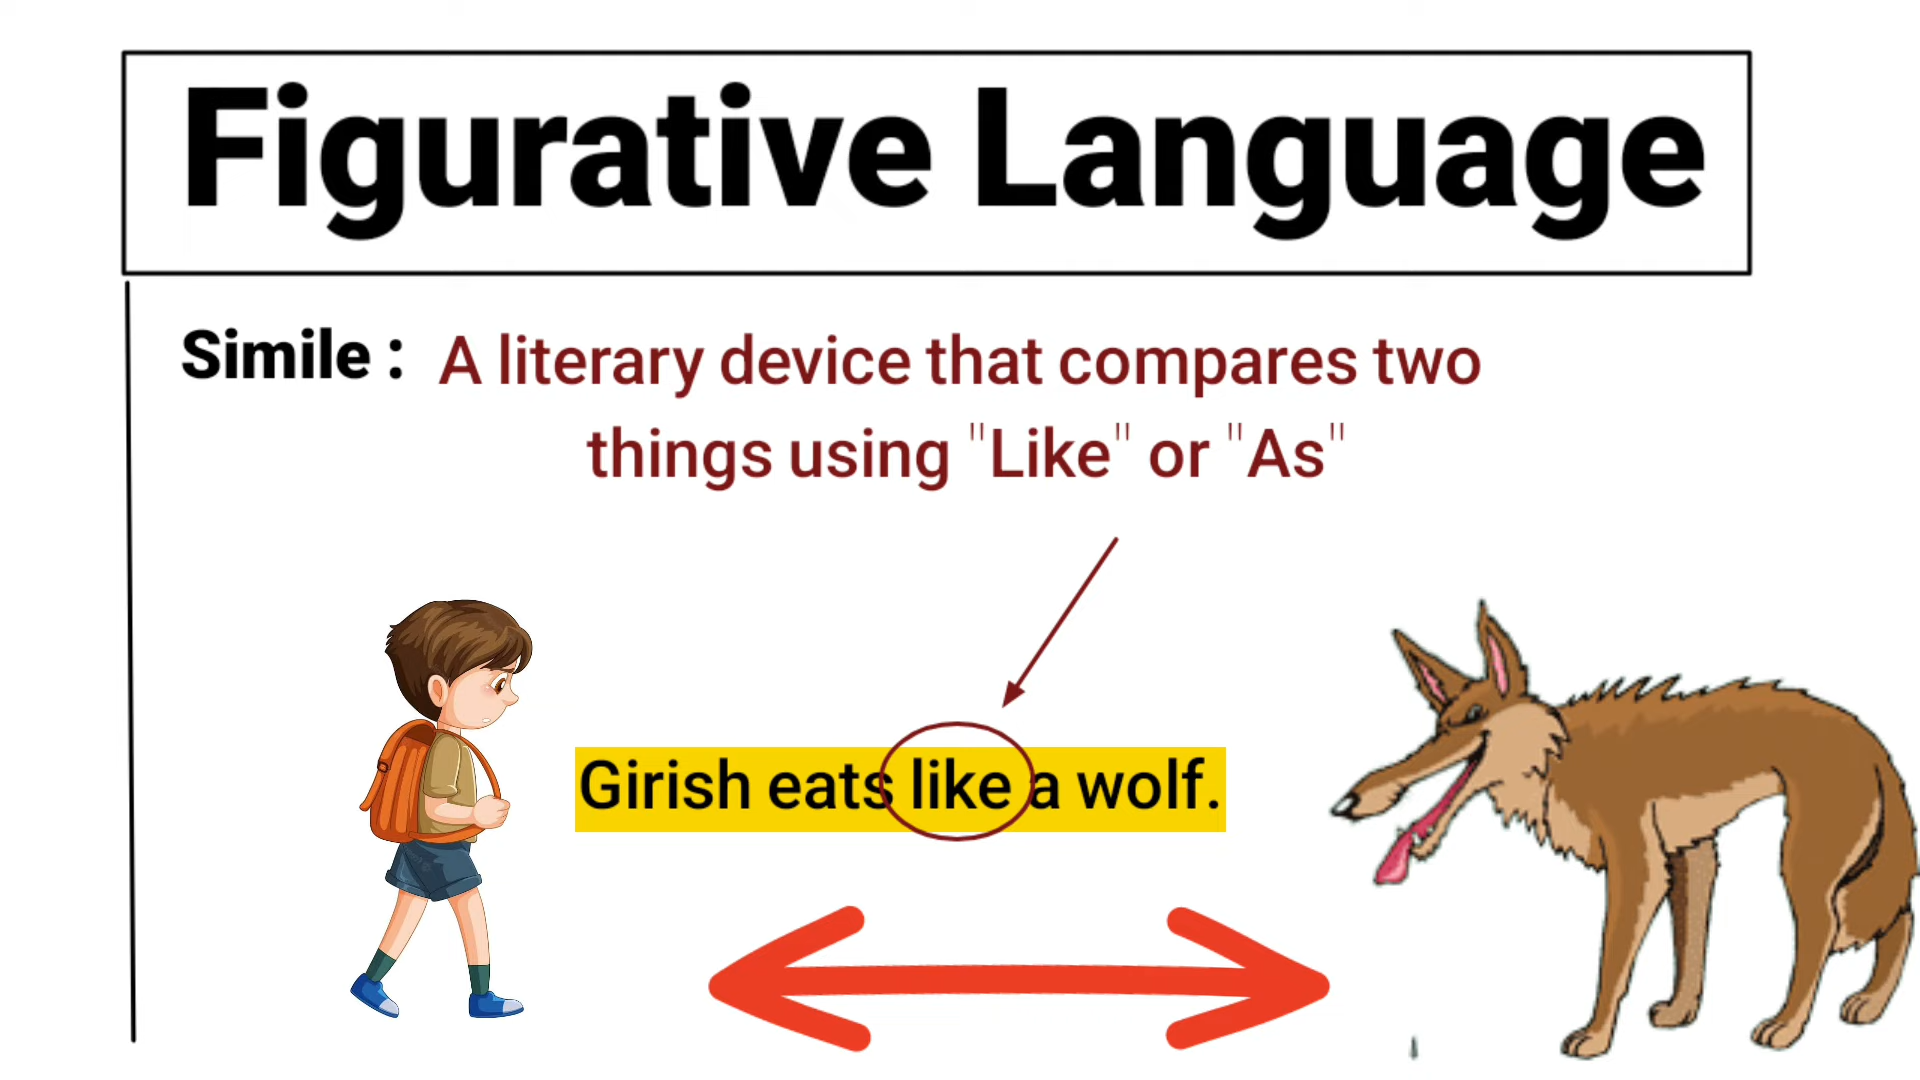 Figurative Language
Simile : A literary device that compares two
things using "Like" or "As"
Girish eats like a wolf.